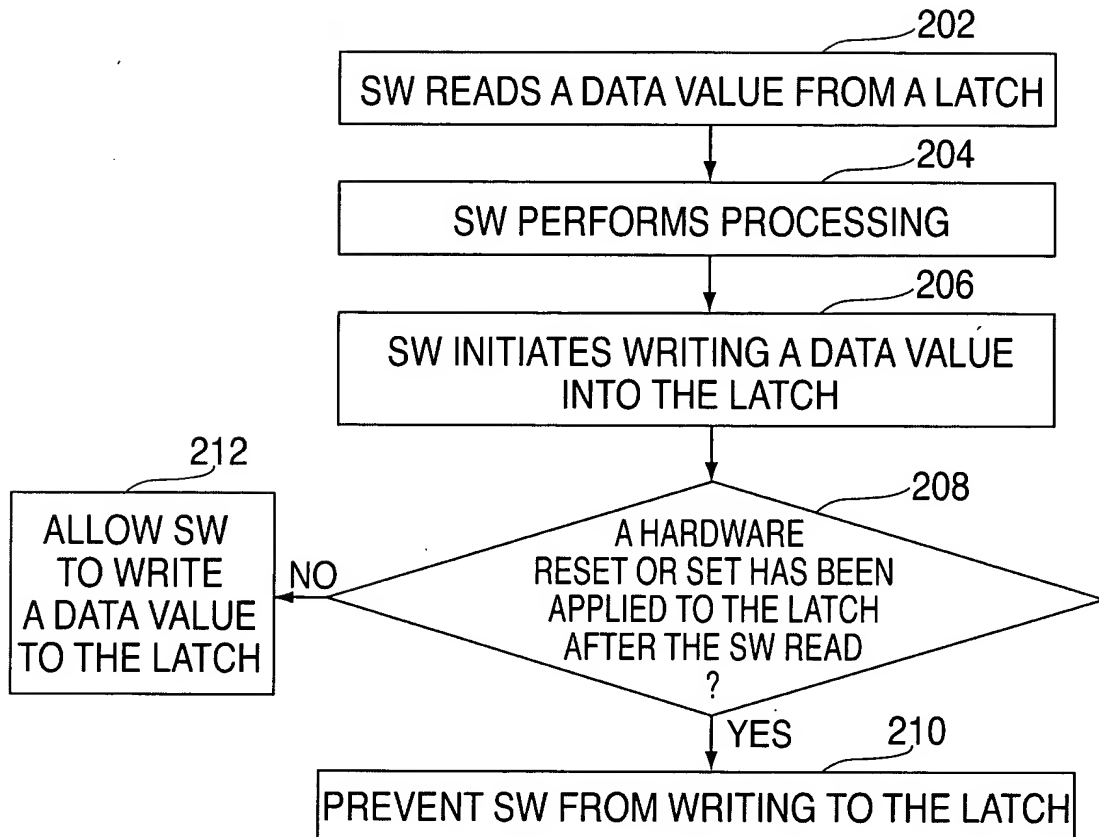 202
SW READS A DATA VALUE FROM A LATCH
204
SW PERFORMS PROCESSING
206
SW INITIATES WRITING A DATA VALUE
INTO THE LATCH
212
ALLOW SW
TO WRITE
A DATA VALUE
TO THE LATCH
NO
208
A HARDWARE
RESET OR SET HAS BEEN
APPLIED TO THE LATCH
AFTER THE SW READ
?
YES
210
PREVENT SW FROM WRITING TO THE LATCH